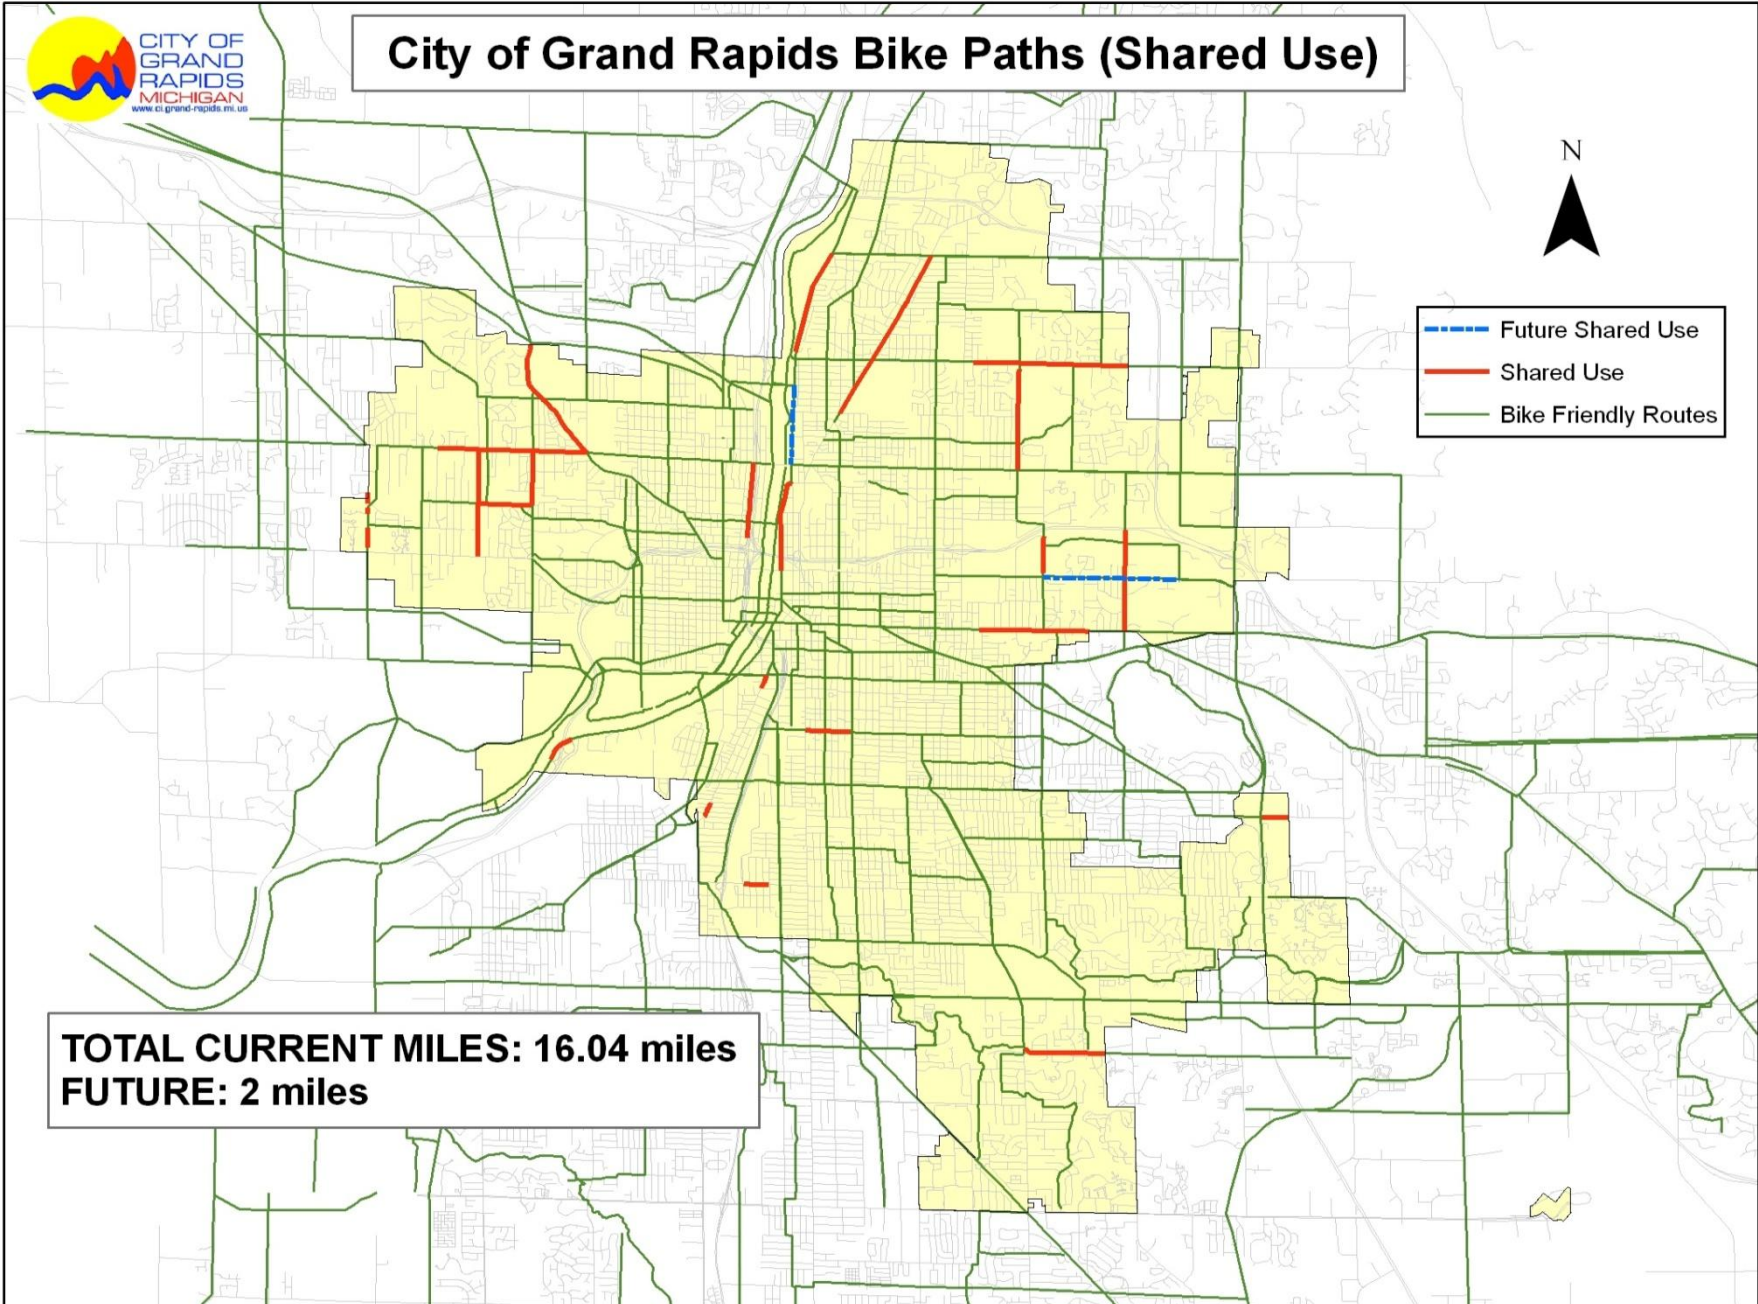 CITY OF
GRAND
RAPIDS
MICHIGAN
www.ci.grand-rapids.mi.us
City of Grand Rapids Bike Paths (Shared Use)
N
Future Shared Use
Shared Use
Bike Friendly Routes
TOTAL CURRENT MILES: 16.04 miles
FUTURE: 2 miles